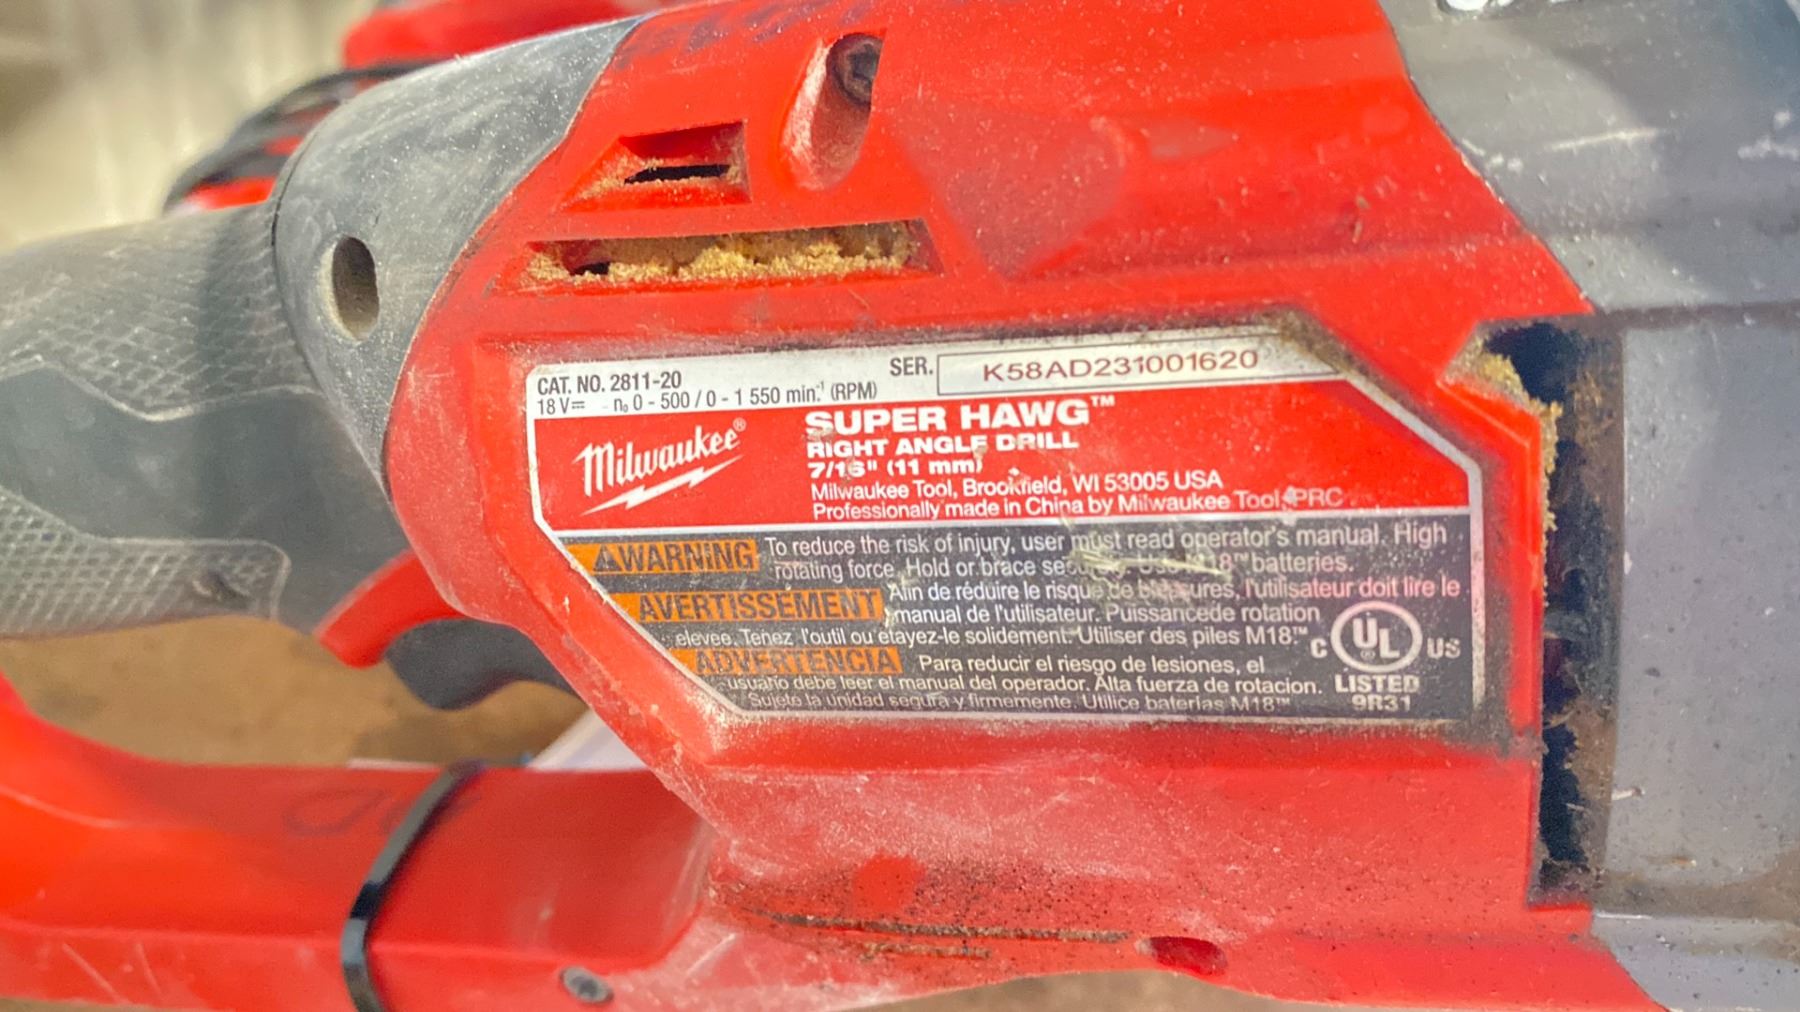 CAT. NO. 2811-20
SER. K58AD231001620
18 V⎓ n₀ 0 - 500 / 0 - 1 550 min.⁻¹ (RPM)
Milwaukee®
SUPER HAWG™
RIGHT ANGLE DRILL
7/16" (11 mm)
Milwaukee Tool, Brookfield, WI 53005 USA
Professionally made in China by Milwaukee Tool, PRC
⚠WARNING To reduce the risk of injury, user must read operator's manual. High
rotating force. Hold or brace securely. Use M18™ batteries.
AVERTISSEMENT Afin de réduire le risque de blessures, l'utilisateur doit lire le
manual de l'utilisateur. Puissancede rotation
elevee. Tenez l'outil ou étayez-le solidement. Utiliser des piles M18™
ADVERTENCIA Para reducir el riesgo de lesiones, el
usuario debe leer el manual del operador. Alta fuerza de rotacion.
Sujete la unidad segura y firmemente. Utilice baterías M18™
C UL US
LISTED
9R31